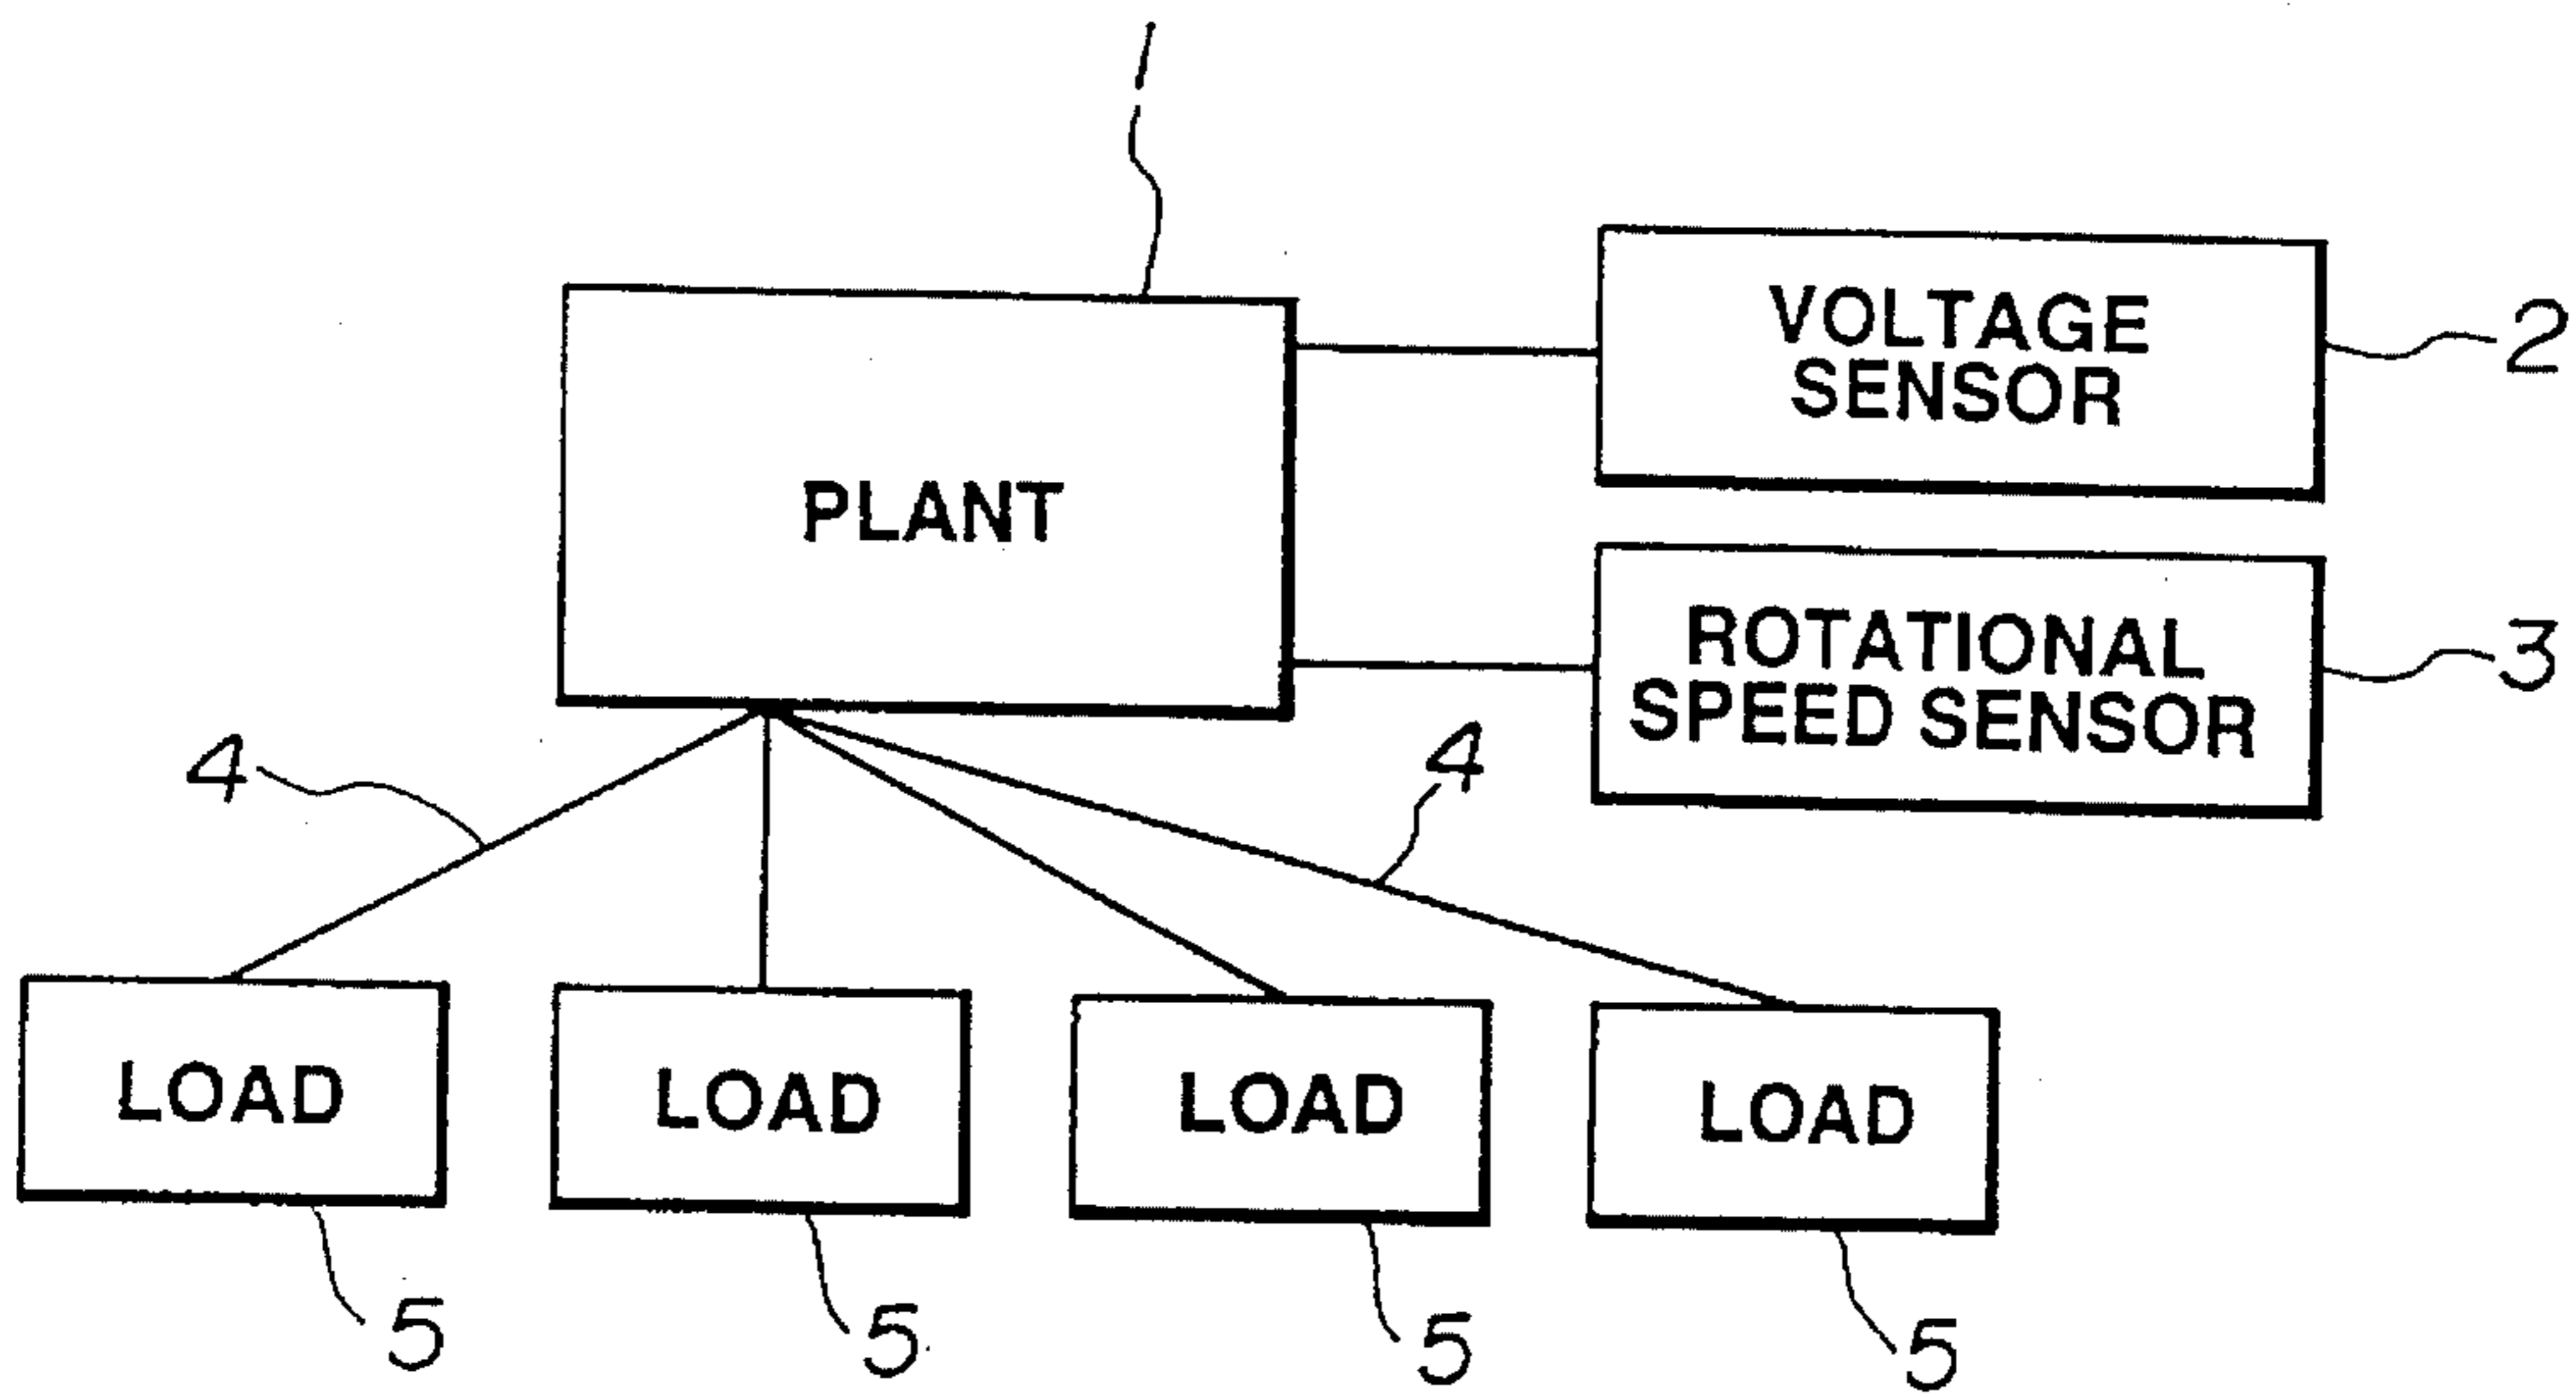 1
VOLTAGE
SENSOR
2
PLANT
ROTATIONAL
SPEED SENSOR
3
4
4
LOAD
LOAD
LOAD
LOAD
5
5
5
5